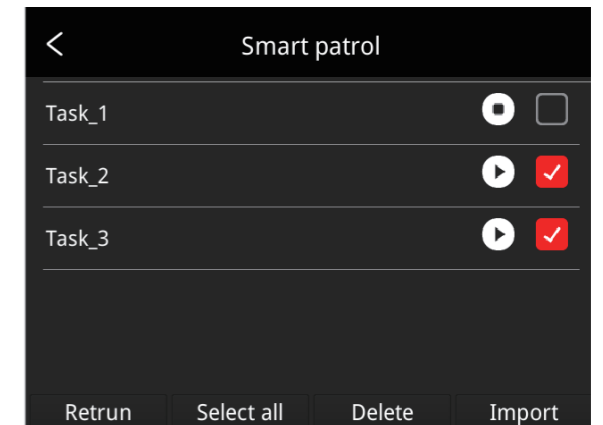 Smart patrol
Task_1
Task_2
Task_3
Retrun Select all Delete Import